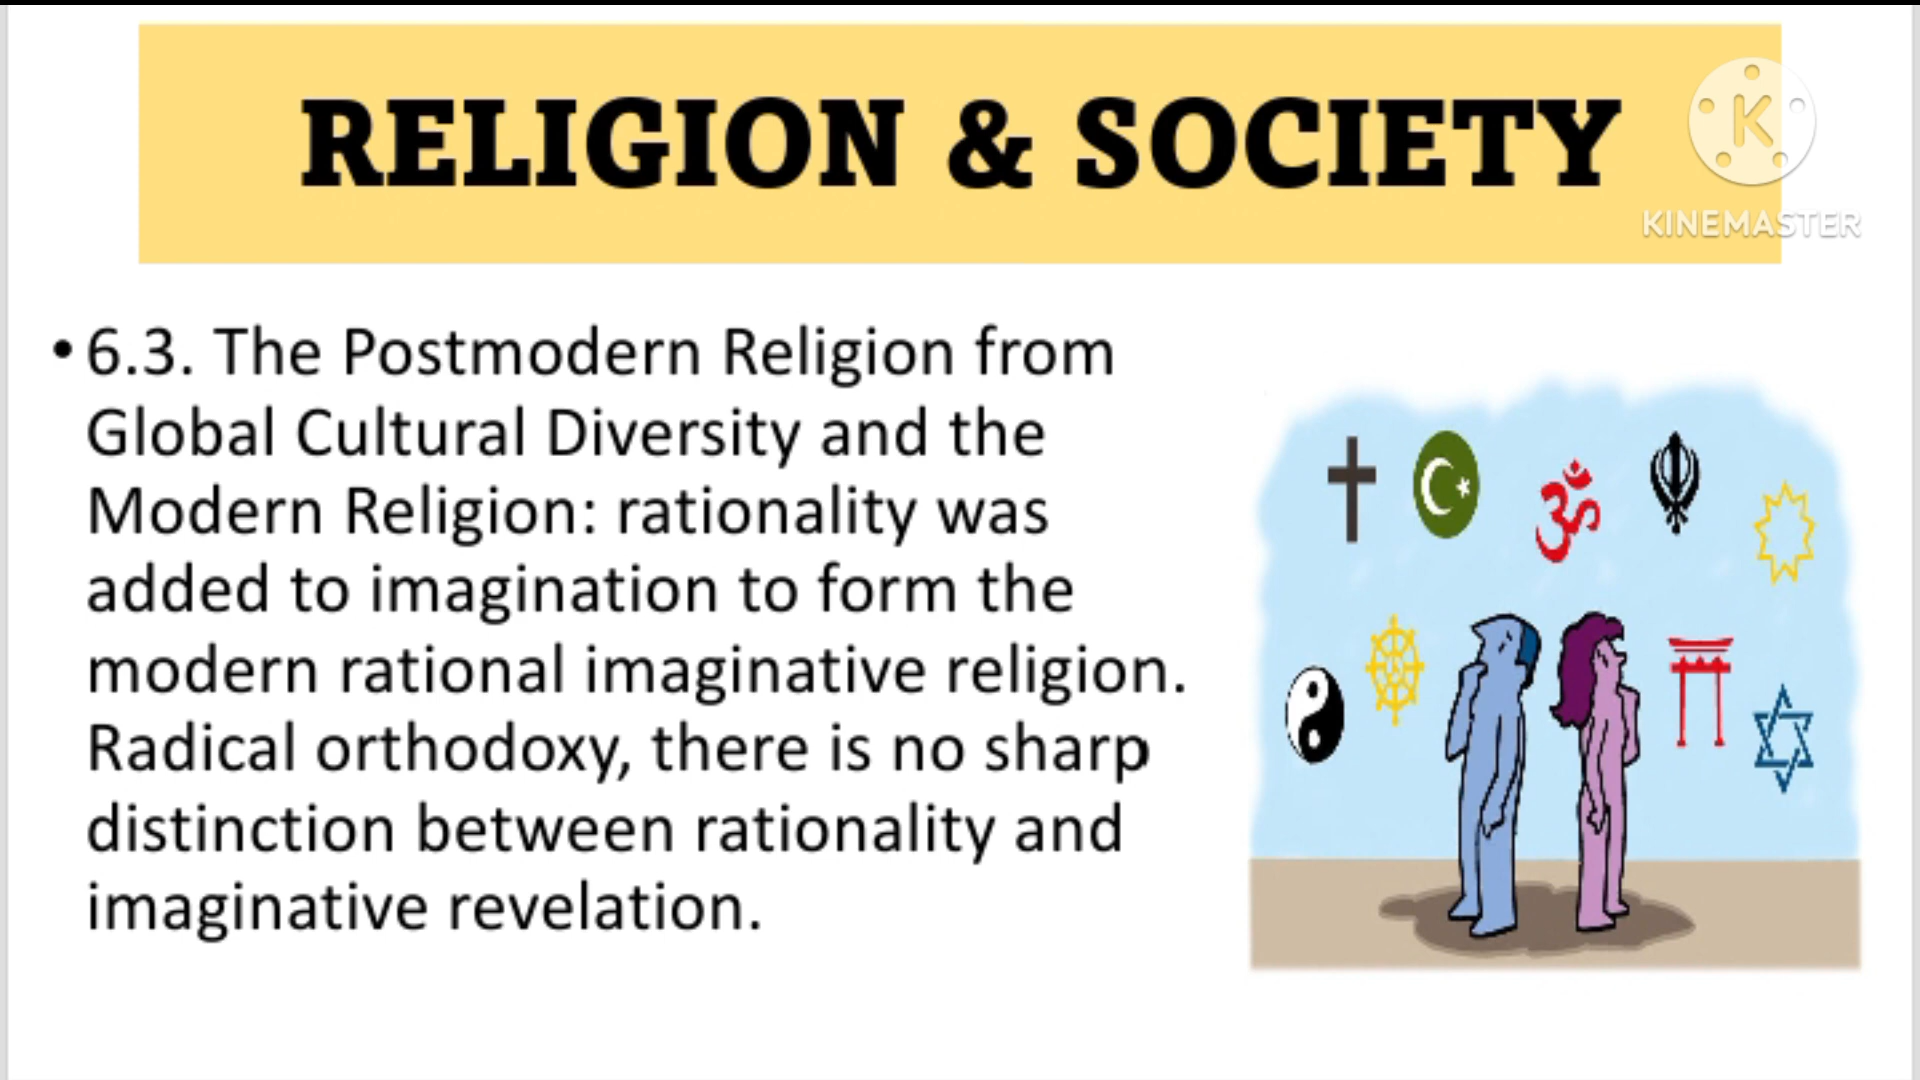 RELIGION & SOCIETY
K
KINEMASTER
• 6.3. The Postmodern Religion from
Global Cultural Diversity and the
Modern Religion: rationality was
added to imagination to form the
modern rational imaginative religion.
Radical orthodoxy, there is no sharp
distinction between rationality and
imaginative revelation.